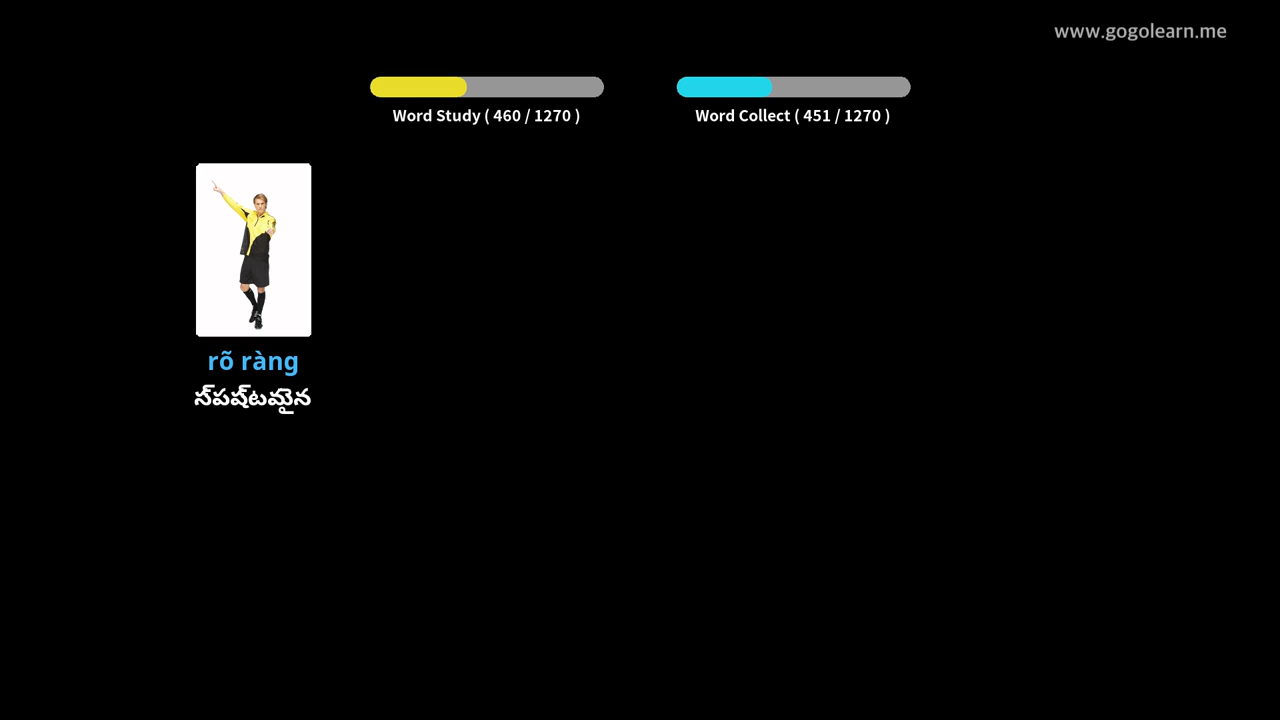 www.gogolearn.me
Word Study ( 460 / 1270 )
Word Collect ( 451 / 1270 )
rõ ràng
స్పష్టమైన